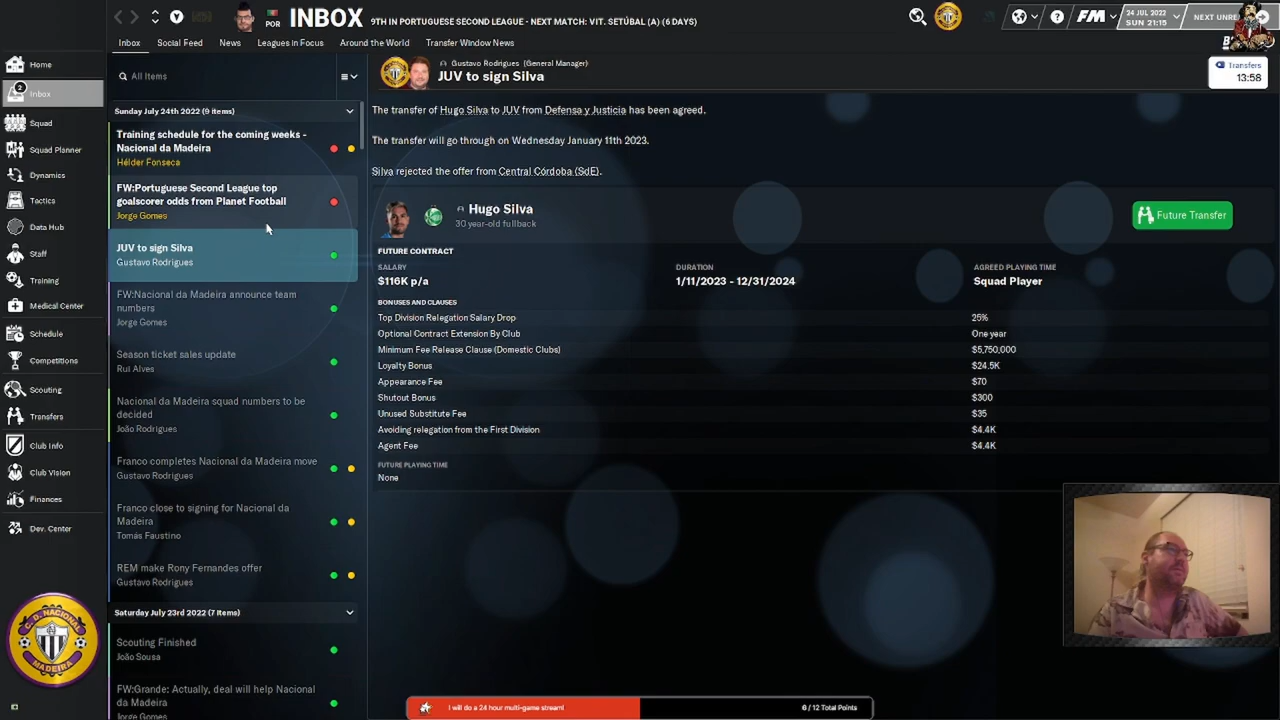 POR
INBOX
9TH IN PORTUGUESE SECOND LEAGUE - NEXT MATCH: VIT. SETÚBAL (A) (6 DAYS)
FM
24 JUL 2022
SUN 21:15
NEXT UNRE
Inbox
Social Feed
News
Leagues in Focus
Around the World
Transfer Window News
Home
2
Inbox
Squad
Squad Planner
Dynamics
Tactics
Data Hub
Staff
Training
Medical Center
Schedule
Competitions
Scouting
Transfers
Club Info
Club Vision
Finances
Dev. Center
C. D. NACIONAL
MADEIRA
All Items
Sunday July 24th 2022 (9 items)
Training schedule for the coming weeks -
Nacional da Madeira
Hélder Fonseca
FW:Portuguese Second League top
goalscorer odds from Planet Football
Jorge Gomes
JUV to sign Silva
Gustavo Rodrigues
FW:Nacional da Madeira announce team
numbers
Jorge Gomes
Season ticket sales update
Rui Alves
Nacional da Madeira squad numbers to be
decided
João Rodrigues
Franco completes Nacional da Madeira move
Gustavo Rodrigues
Franco close to signing for Nacional da
Madeira
Tomás Faustino
REM make Rony Fernandes offer
Gustavo Rodrigues
Saturday July 23rd 2022 (7 Items)
Scouting Finished
João Sousa
FW:Grande: Actually, deal will help Nacional
da Madeira
Jorge Gomes
Gustavo Rodrigues (General Manager)
JUV to sign Silva
Transfers
13:58
The transfer of Hugo Silva to JUV from Defensa y Justicia has been agreed.
The transfer will go through on Wednesday January 11th 2023.
Silva rejected the offer from Central Córdoba (SdE).
Hugo Silva
30 year-old fullback
Future Transfer
FUTURE CONTRACT
SALARY
$116K p/a
DURATION
1/11/2023 - 12/31/2024
AGREED PLAYING TIME
Squad Player
BONUSES AND CLAUSES
Top Division Relegation Salary Drop 25%
Optional Contract Extension By Club One year
Minimum Fee Release Clause (Domestic Clubs) $5,750,000
Loyalty Bonus $24.5K
Appearance Fee $70
Shutout Bonus $300
Unused Substitute Fee $35
Avoiding relegation from the First Division $4.4K
Agent Fee $4.4K
FUTURE PLAYING TIME
None
I will do a 24 hour multi-game stream!
6 / 12 Total Points